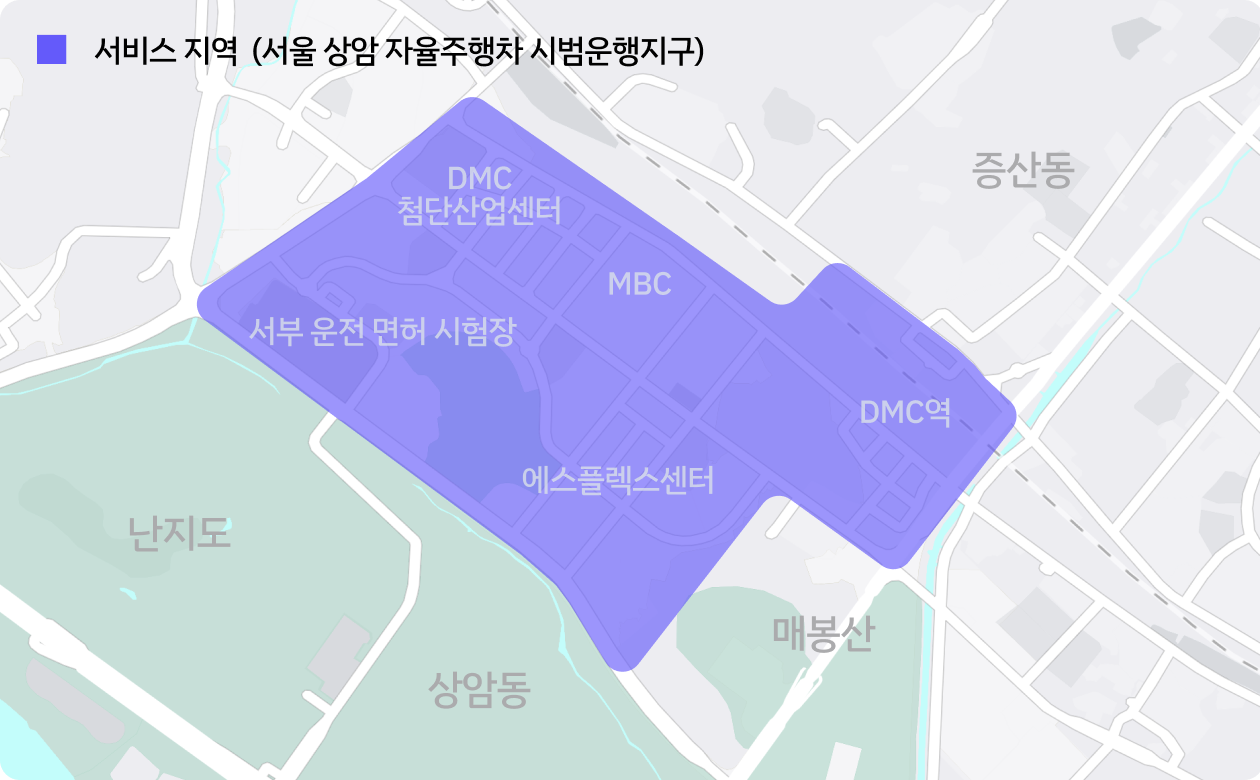 서비스 지역 (서울 상암 자율주행차 시범운행지구)
증산동
DMC
첨단산업센터
MBC
서부 운전 면허 시험장
DMC역
에스플렉스센터
난지도
매봉산
상암동